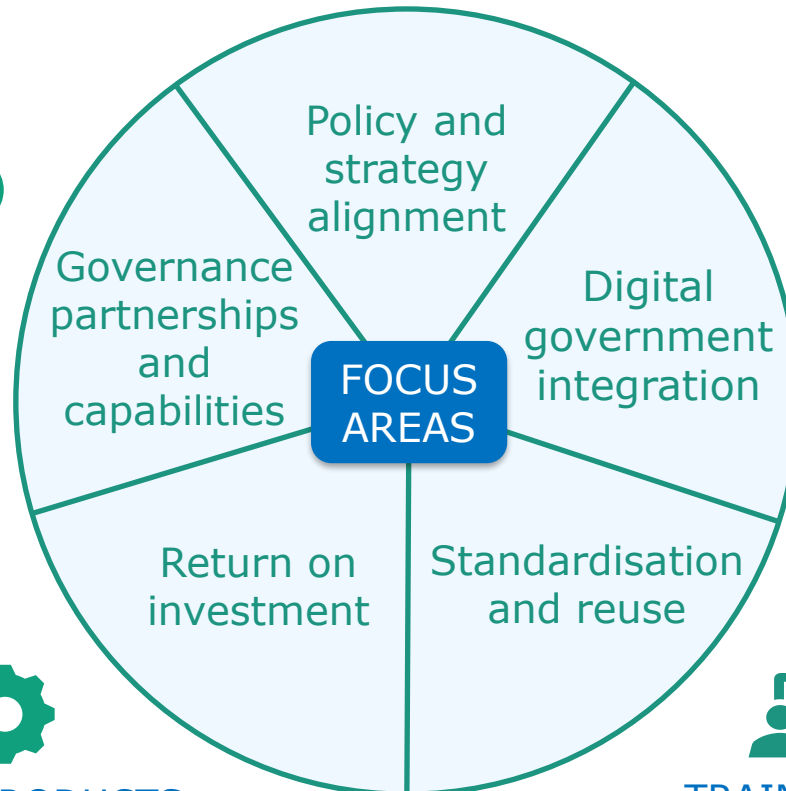 Policy and
strategy
alignment
Governance
partnerships
and
capabilities
Digital
government
integration
FOCUS
AREAS
Return on
investment
Standardisation
and reuse